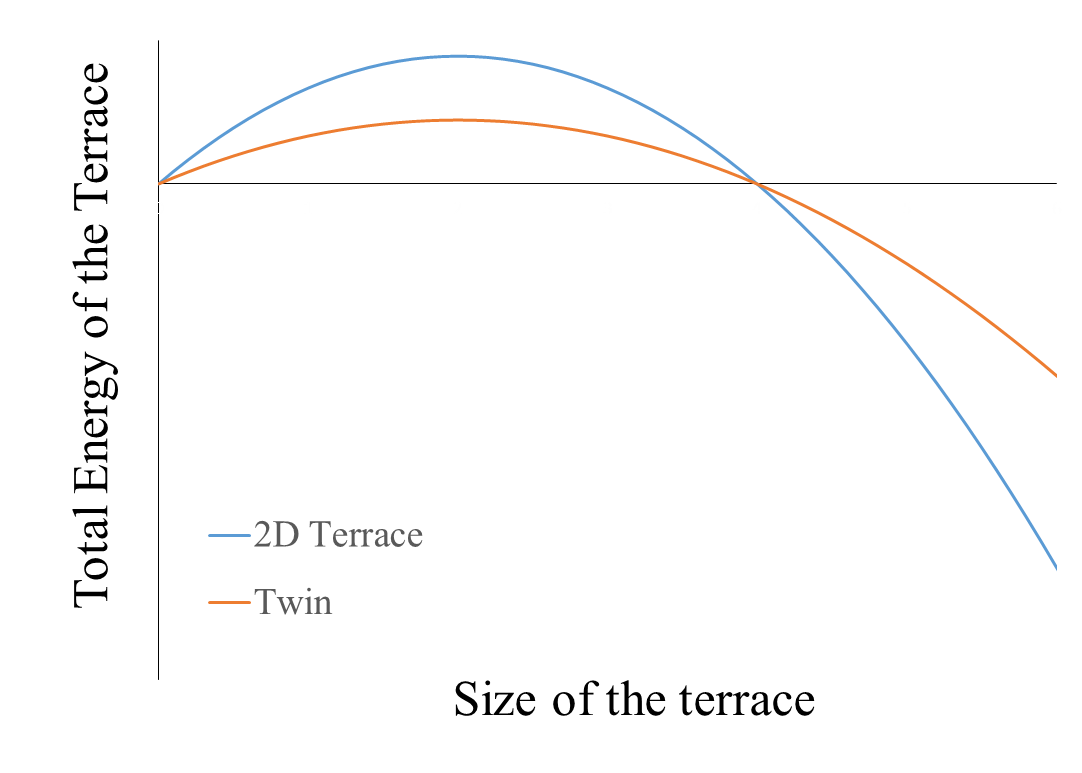 Total Energy of the Terrace
2D Terrace
Twin
Size of the terrace